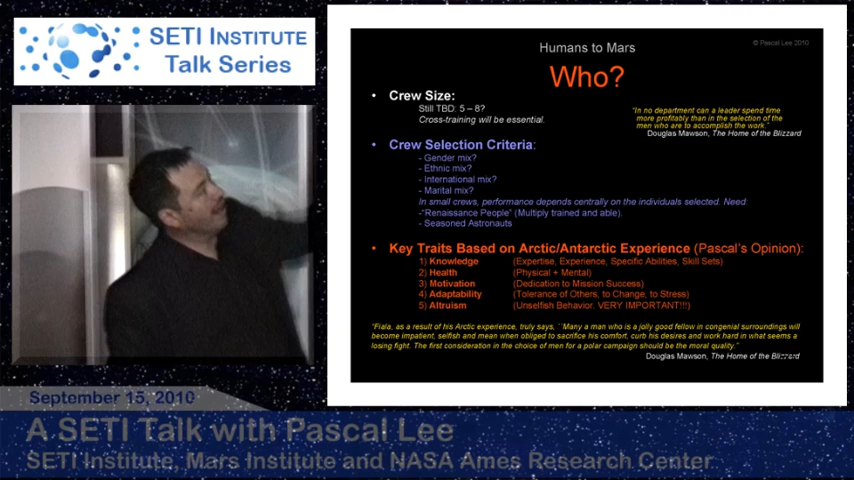 SETI INSTITUTE
Talk Series
Humans to Mars
© Pascal Lee 2010
Who?
• Crew Size:
Still TBD: 5 – 8?
Cross-training will be essential.
"In no department can a leader spend time
more profitably than in the selection of the
men who are to accomplish the work."
Douglas Mawson, The Home of the Blizzard
• Crew Selection Criteria:
- Gender mix?
- Ethnic mix?
- International mix?
- Marital mix?
In small crews, performance depends centrally on the individuals selected. Need:
-"Renaissance People" (Multiply trained and able).
- Seasoned Astronauts
• Key Traits Based on Arctic/Antarctic Experience (Pascal's Opinion):
1) Knowledge (Expertise, Experience, Specific Abilities, Skill Sets)
2) Health (Physical + Mental)
3) Motivation (Dedication to Mission Success)
4) Adaptability (Tolerance of Others, to Change, to Stress)
5) Altruism (Unselfish Behavior. VERY IMPORTANT!!!)
"Fiala, as a result of his Arctic experience, truly says, ``Many a man who is a jolly good fellow in congenial surroundings will
become impatient, selfish and mean when obliged to sacrifice his comfort, curb his desires and work hard in what seems a
losing fight. The first consideration in the choice of men for a polar campaign should be the moral quality."
Douglas Mawson, The Home of the Blizzard
September 15, 2010
A SETI Talk with Pascal Lee
SETI Institute, Mars Institute and NASA Ames Research Center